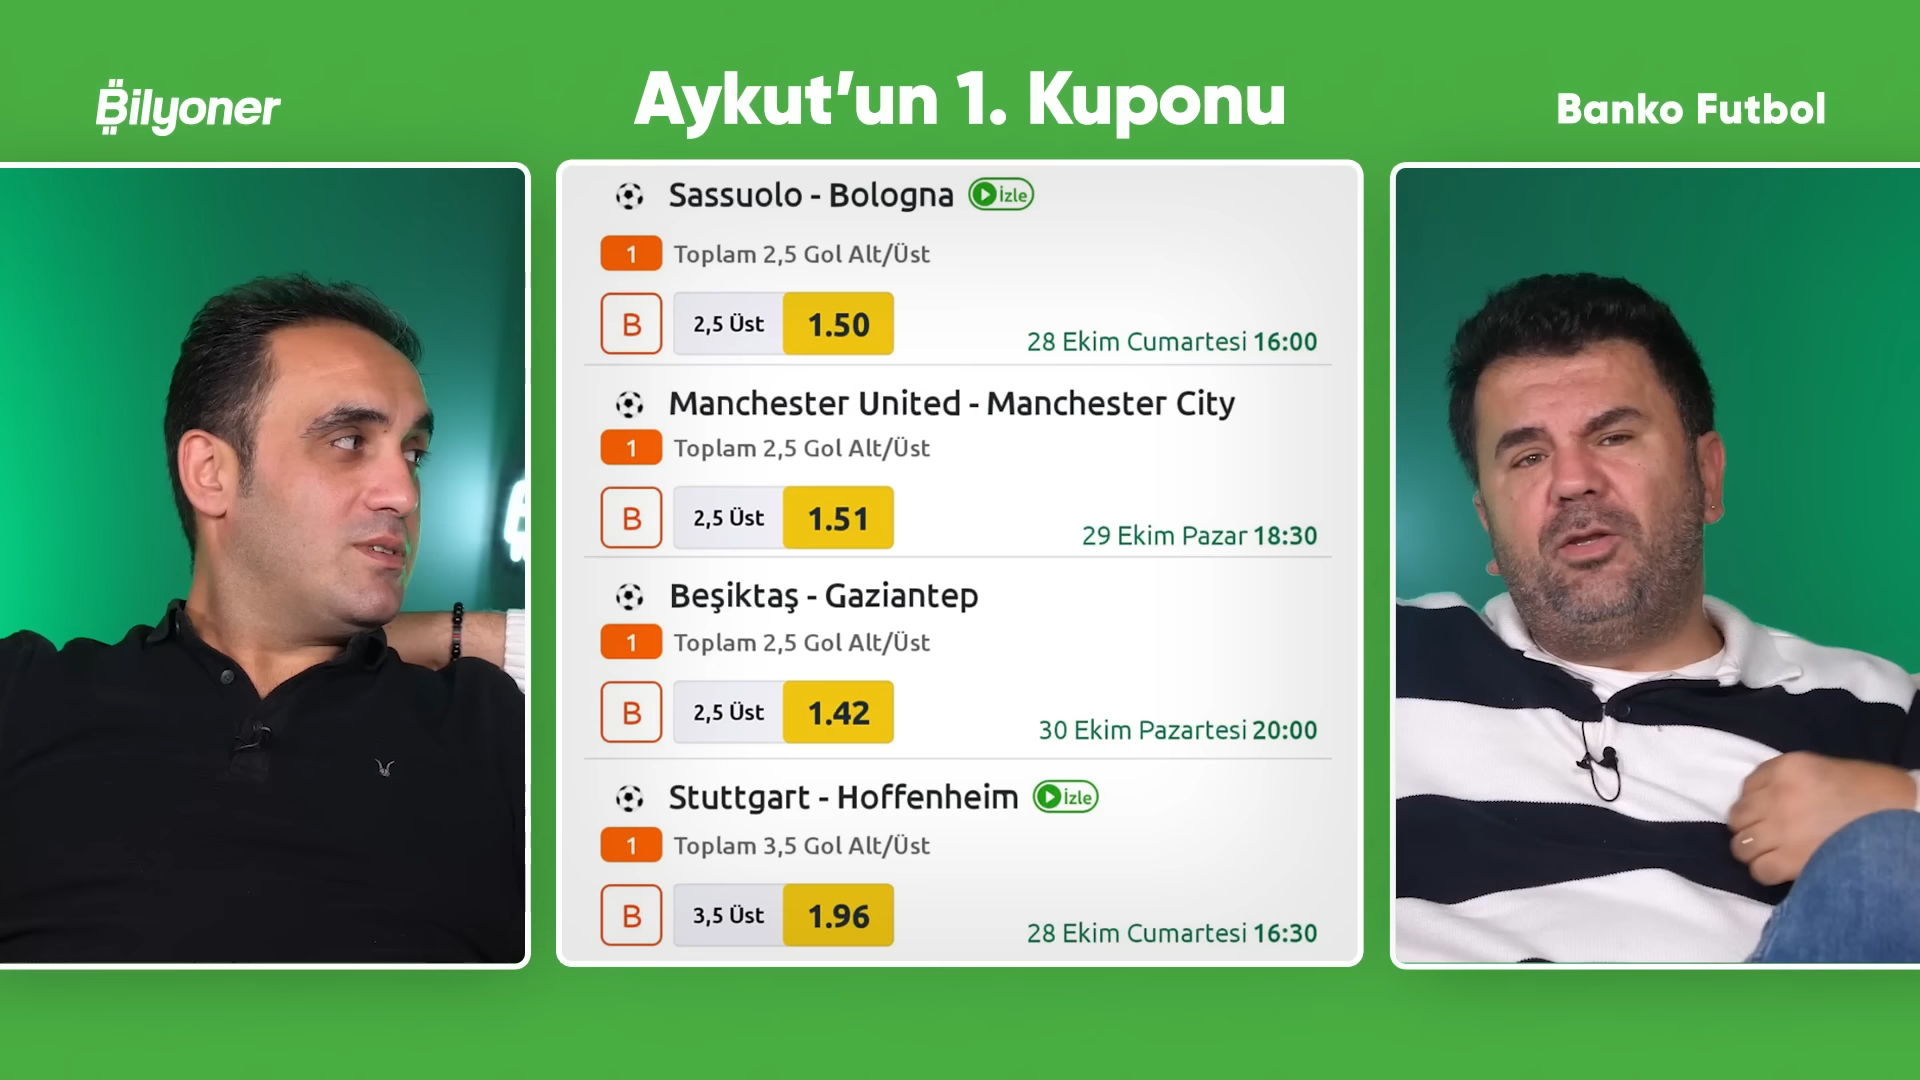 Bilyoner
Aykut'un 1. Kuponu
Banko Futbol
Sassuolo - Bologna İzle
1 Toplam 2,5 Gol Alt/Üst
B 2,5 Üst 1.50
28 Ekim Cumartesi 16:00
Manchester United - Manchester City
1 Toplam 2,5 Gol Alt/Üst
B 2,5 Üst 1.51
29 Ekim Pazar 18:30
Beşiktaş - Gaziantep
1 Toplam 2,5 Gol Alt/Üst
B 2,5 Üst 1.42
30 Ekim Pazartesi 20:00
Stuttgart - Hoffenheim İzle
1 Toplam 3,5 Gol Alt/Üst
B 3,5 Üst 1.96
28 Ekim Cumartesi 16:30